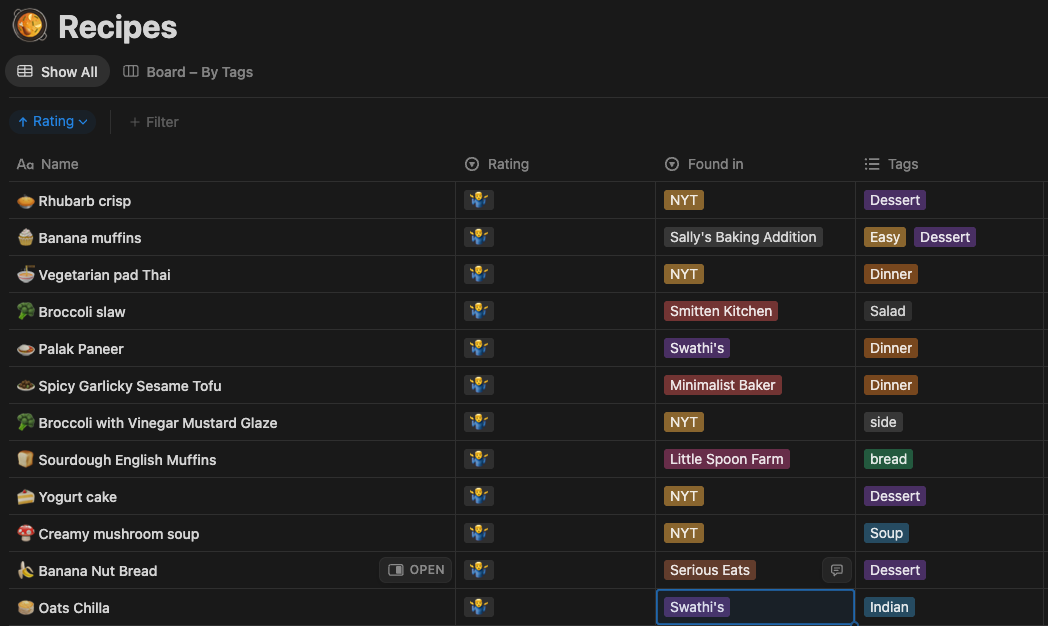 Recipes
Show All Board – By Tags
Rating + Filter
Aa Name Rating Found in Tags
Rhubarb crisp NYT Dessert
Banana muffins Sally's Baking Addition Easy Dessert
Vegetarian pad Thai NYT Dinner
Broccoli slaw Smitten Kitchen Salad
Palak Paneer Swathi's Dinner
Spicy Garlicky Sesame Tofu Minimalist Baker Dinner
Broccoli with Vinegar Mustard Glaze NYT side
Sourdough English Muffins Little Spoon Farm bread
Yogurt cake NYT Dessert
Creamy mushroom soup NYT Soup
Banana Nut Bread OPEN Serious Eats Dessert
Oats Chilla Swathi's Indian